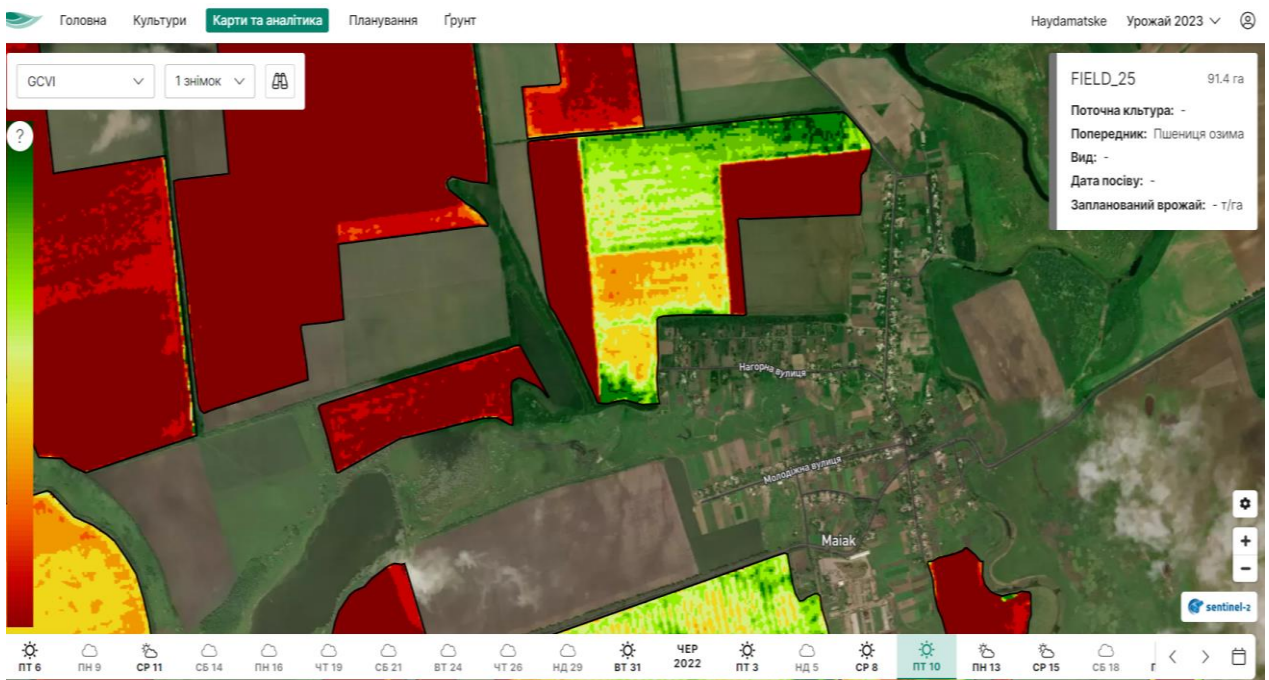 Головна Культури Карти та аналітика Планування Ґрунт Haydamatske Урожай 2023
GCVI 1 знімок
?
FIELD_25 91.4 га
Поточна кльтура: -
Попередник: Пшениця озима
Вид: -
Дата посіву: -
Запланований врожай: - т/га
Нагорна вулиця
Молодіжна вулиця
Maiak
+
−
sentinel-2
ПТ 6 ПН 9 СР 11 СБ 14 ПН 16 ЧТ 19 СБ 21 ВТ 24 ЧТ 26 НД 29 ВТ 31 ЧЕР 2022 ПТ 3 НД 5 СР 8 ПТ 10 ПН 13 СР 15 СБ 18